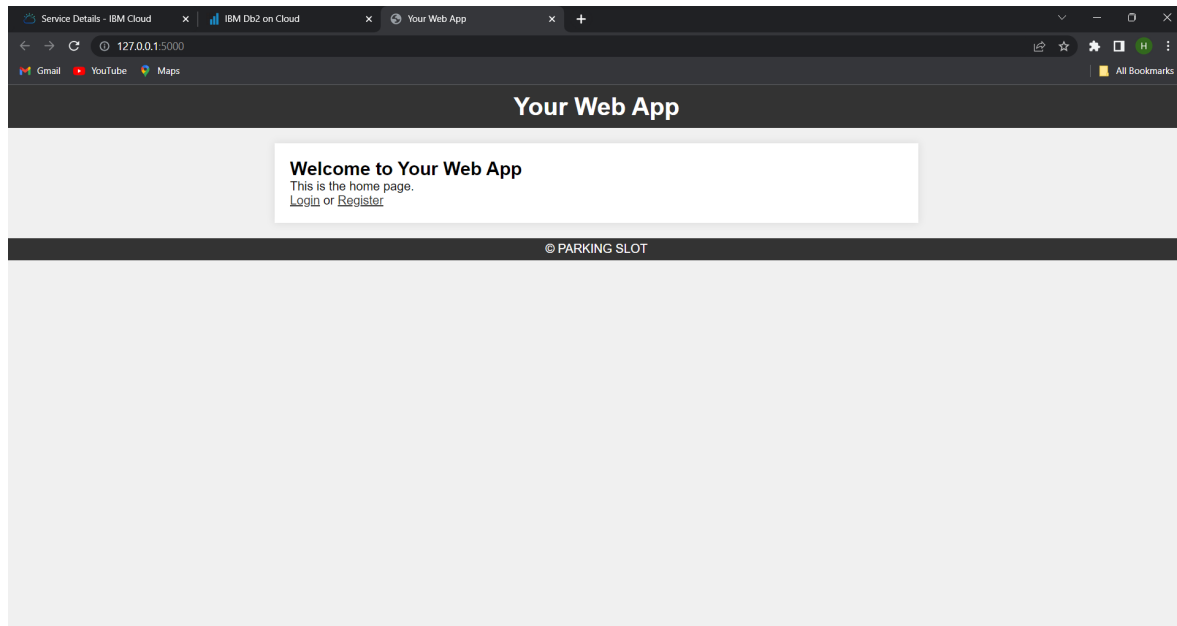 Service Details - IBM Cloud
IBM Db2 on Cloud
Your Web App
127.0.0.1:5000
H
Gmail
YouTube
Maps
All Bookmarks
Your Web App
Welcome to Your Web App
This is the home page.
Login or Register
© PARKING SLOT